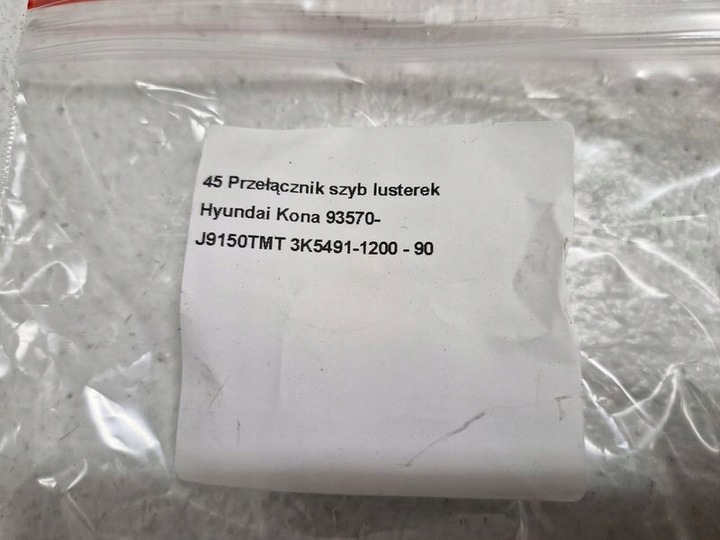 45 Przełącznik szyb lusterek
Hyundai Kona 93570-
J9150TMT 3K5491-1200 - 90